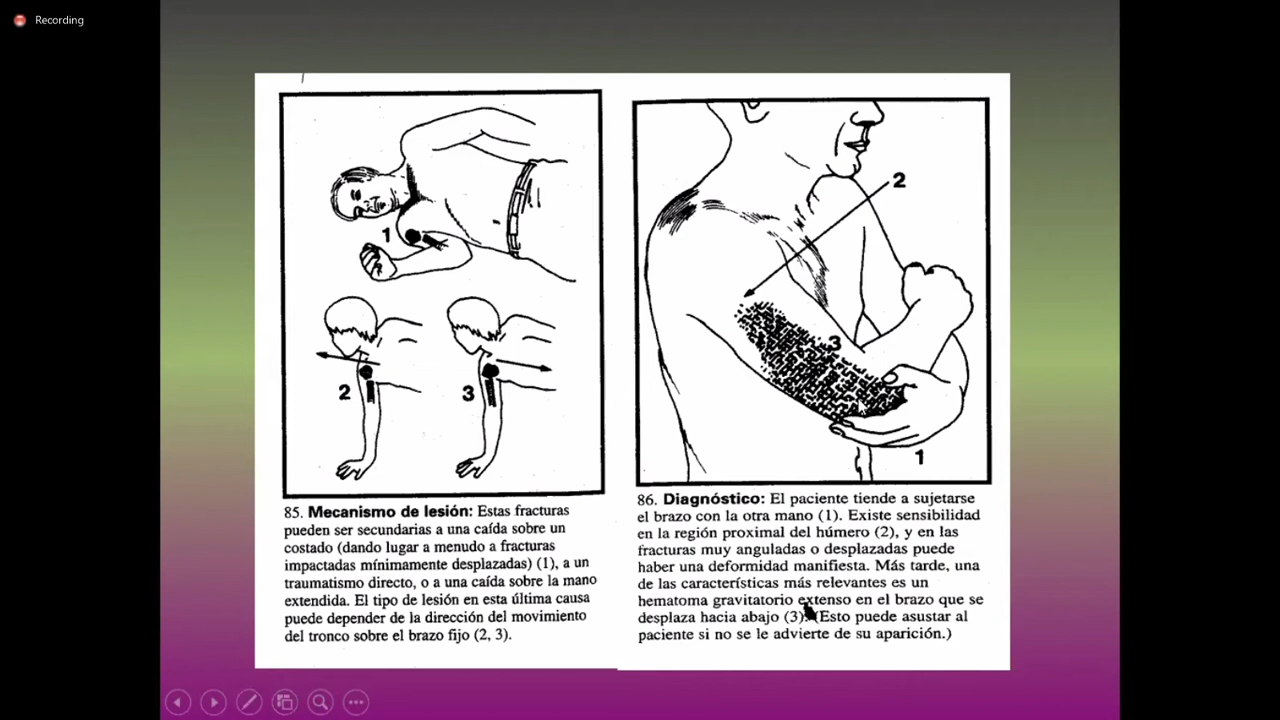 Recording
1
2
3
85. Mecanismo de lesión: Estas fracturas
pueden ser secundarias a una caída sobre un
costado (dando lugar a menudo a fracturas
impactadas mínimamente desplazadas) (1), a un
traumatismo directo, o a una caída sobre la mano
extendida. El tipo de lesión en esta última causa
puede depender de la dirección del movimiento
del tronco sobre el brazo fijo (2, 3).
2
3
1
86. Diagnóstico: El paciente tiende a sujetarse
el brazo con la otra mano (1). Existe sensibilidad
en la región proximal del húmero (2), y en las
fracturas muy anguladas o desplazadas puede
haber una deformidad manifiesta. Más tarde, una
de las características más relevantes es un
hematoma gravitatorio extenso en el brazo que se
desplaza hacia abajo (3). (Esto puede asustar al
paciente si no se le advierte de su aparición.)